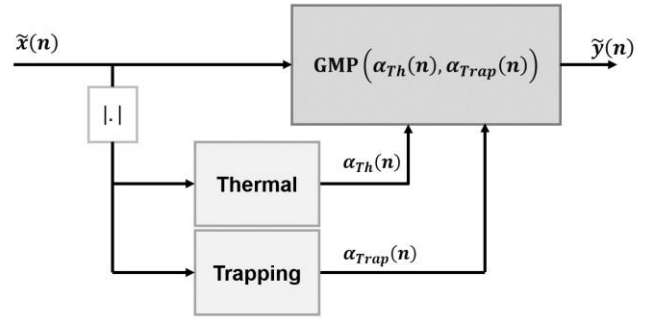 x̃(n)
GMP(α_Th(n), α_Trap(n))
ỹ(n)
|.|
Thermal
α_Th(n)
Trapping
α_Trap(n)